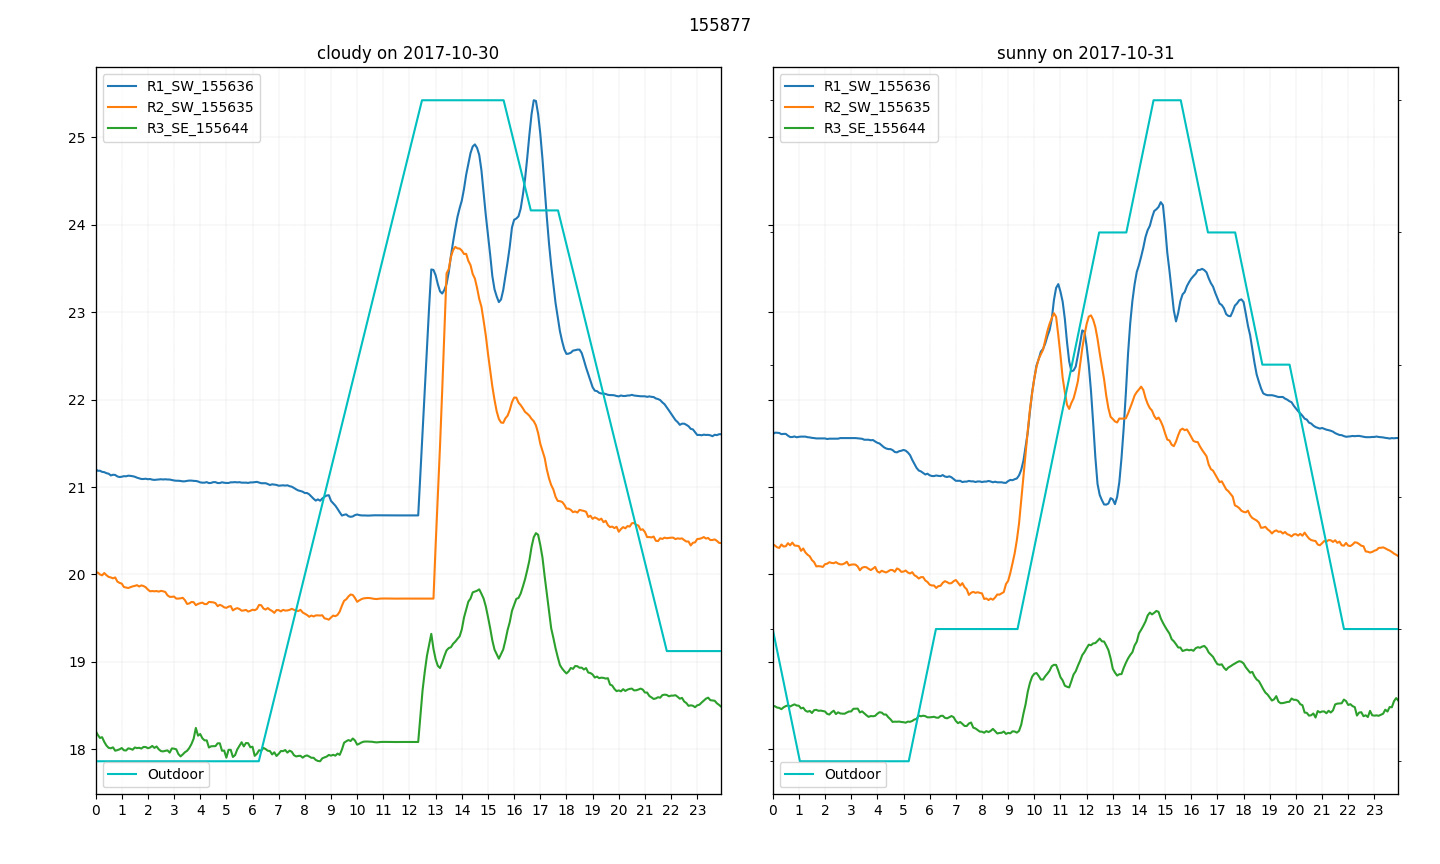 155877
cloudy on 2017-10-30
R1_SW_155636
R2_SW_155635
R3_SE_155644
25
24
23
22
21
20
19
18
Outdoor
0 1 2 3 4 5 6 7 8 9 10 11 12 13 14 15 16 17 18 19 20 21 22 23
sunny on 2017-10-31
R1_SW_155636
R2_SW_155635
R3_SE_155644
Outdoor
0 1 2 3 4 5 6 7 8 9 10 11 12 13 14 15 16 17 18 19 20 21 22 23